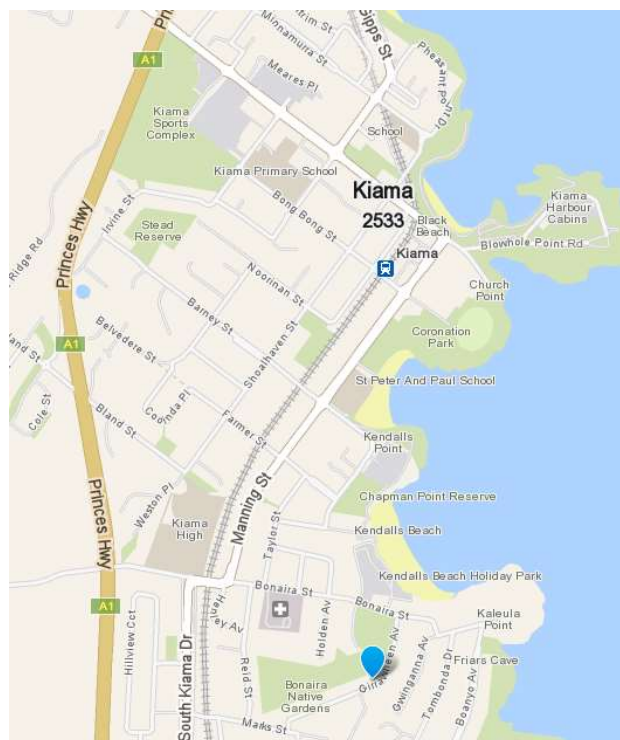 Minnamurra St
Gipps St
Pheasant Point Dr
A1
Meares Pl
Kiama
Sports
Complex
School
Kiama Primary School
Kiama
2533
Kiama
Harbour
Cabins
Black
Beach
Blowhole Point Rd
Irvine St
Bong Bong St
Stead
Reserve
Princes Hwy
Ridge Rd
Kiama
Church
Point
Noorinan St
Barney St
Shoalhaven St
Coronation
Park
Belvedere St
A1
St Peter And Paul School
Cole St
Bland St
Farmer St
Kendalls
Point
Weston Pl
Princes Hwy
Manning St
Chapman Point Reserve
Kiama
High
Taylor St
Kendalls Beach
Kendalls Beach Holiday Park
Bonaira St
Bonaira St
A1
Henley Av
Holden Av
Kaleula
Point
Hillview Cct
South Kiama Dr
Reid St
Gwinganna Av
Tombonda Dr
Friars Cave
Boanyo Av
Bonaira
Native
Gardens
Marks St